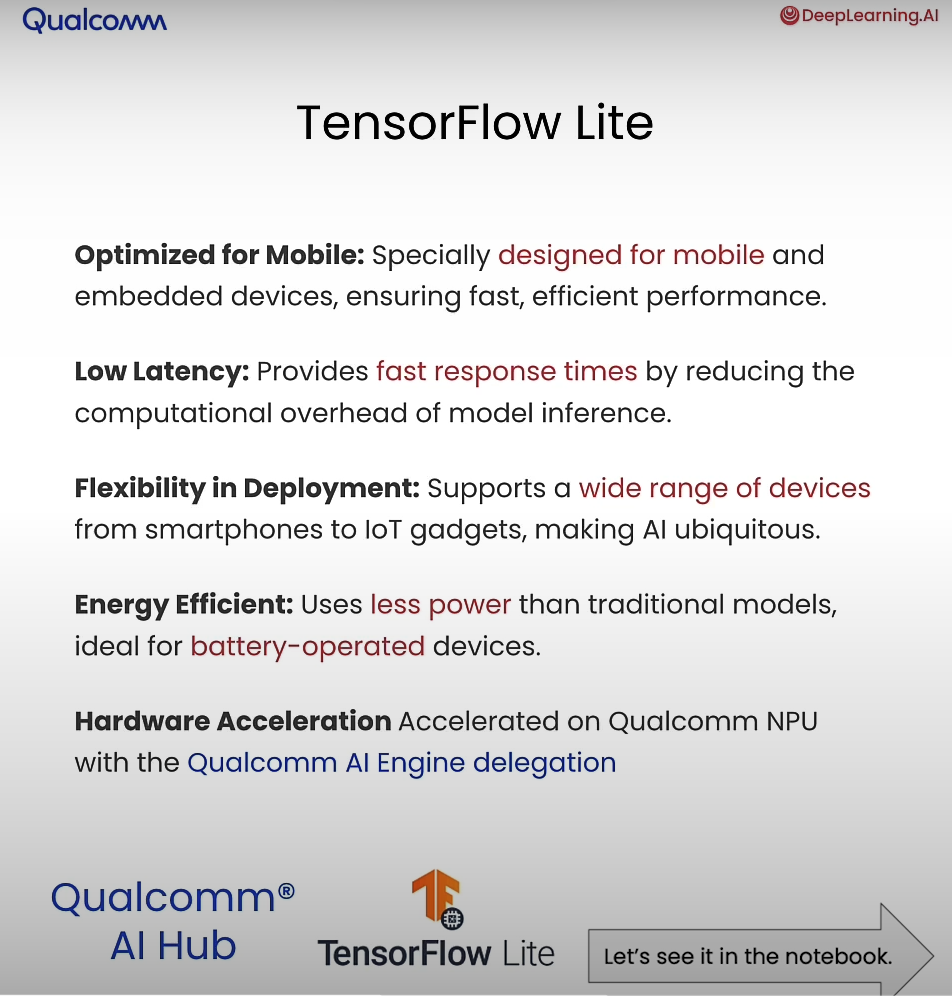 Qualcomm
DeepLearning.AI
TensorFlow Lite
Optimized for Mobile: Specially designed for mobile and
embedded devices, ensuring fast, efficient performance.
Low Latency: Provides fast response times by reducing the
computational overhead of model inference.
Flexibility in Deployment: Supports a wide range of devices
from smartphones to IoT gadgets, making AI ubiquitous.
Energy Efficient: Uses less power than traditional models,
ideal for battery-operated devices.
Hardware Acceleration Accelerated on Qualcomm NPU
with the Qualcomm AI Engine delegation
Qualcomm®
AI Hub
TensorFlow Lite
Let's see it in the notebook.